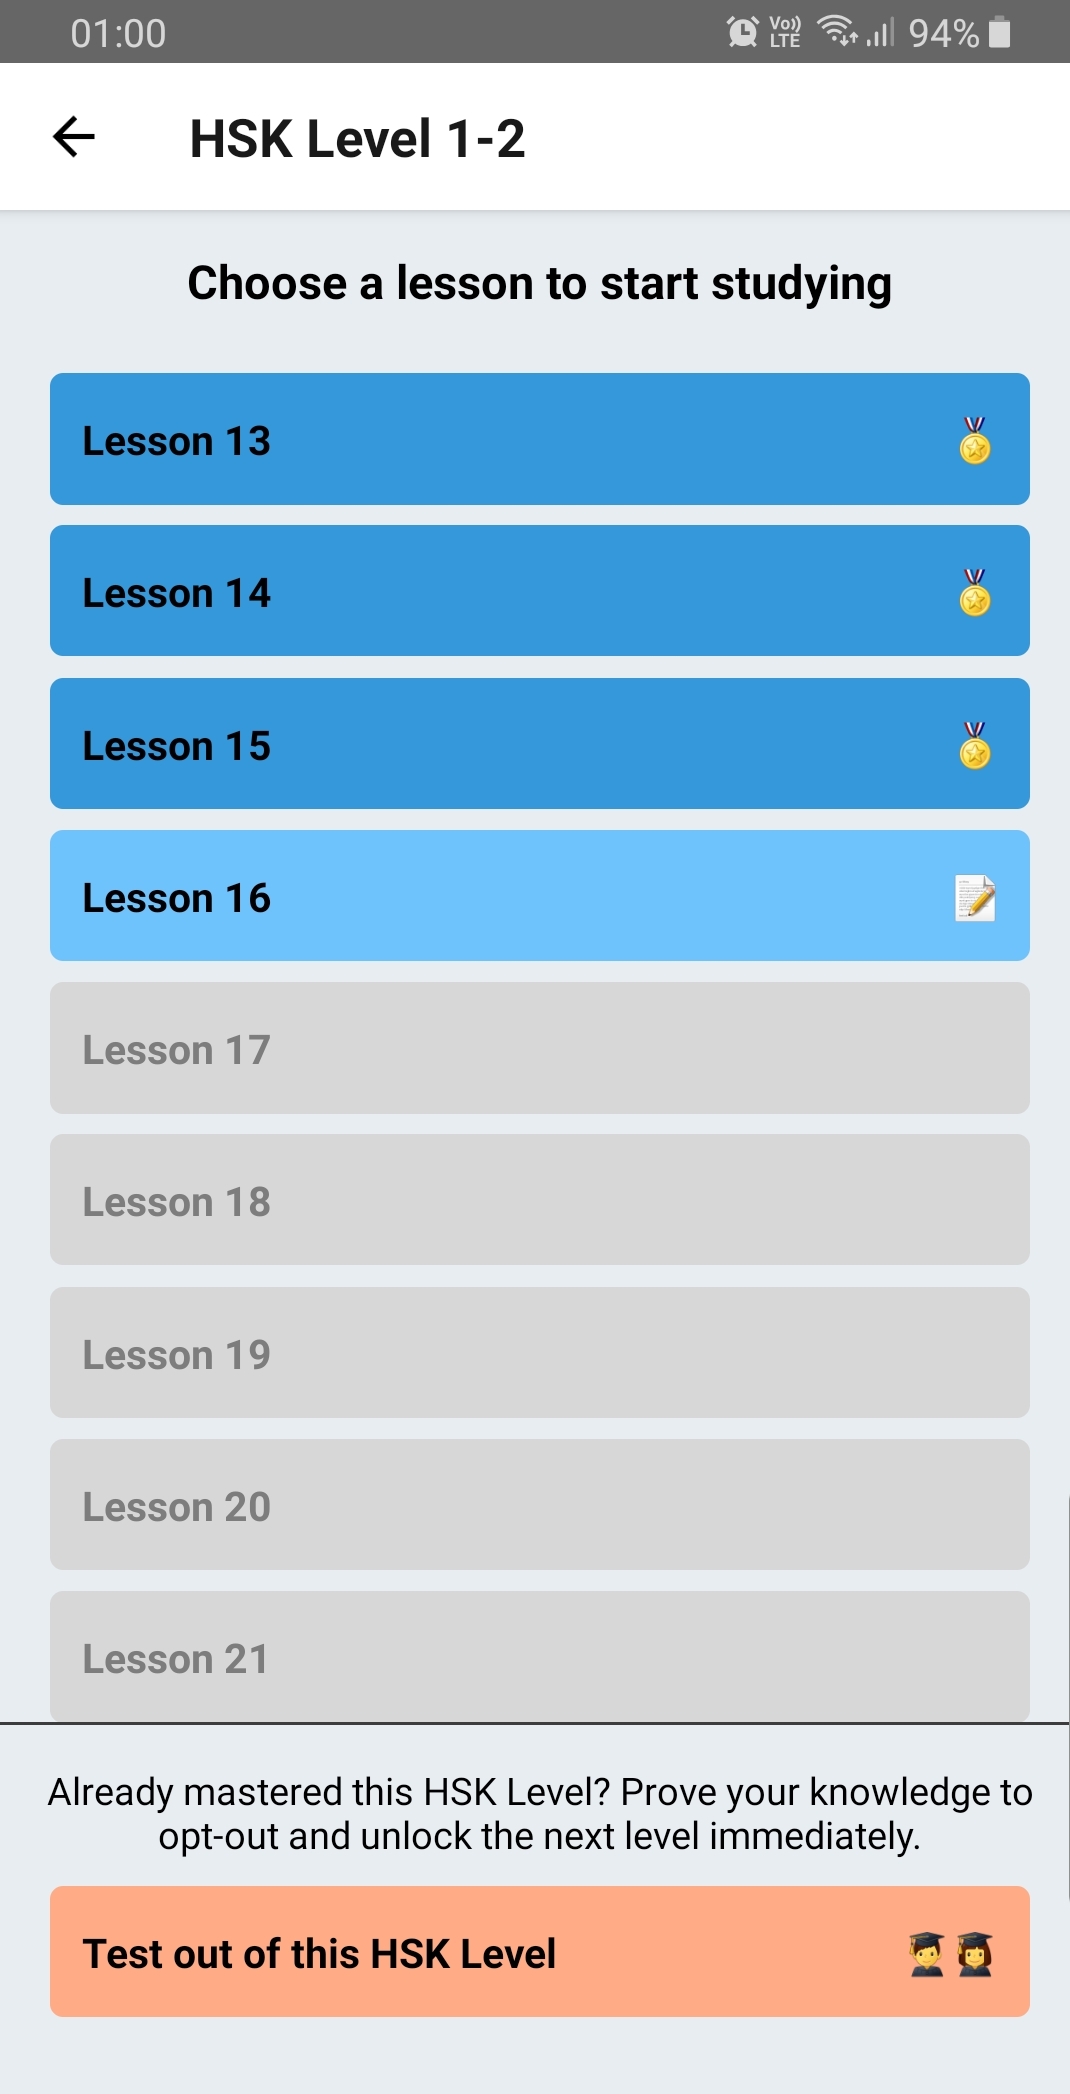 01:00 Vo)) LTE 94%
HSK Level 1-2
Choose a lesson to start studying
Lesson 13
Lesson 14
Lesson 15
Lesson 16
Lesson 17
Lesson 18
Lesson 19
Lesson 20
Lesson 21
Already mastered this HSK Level? Prove your knowledge to
opt-out and unlock the next level immediately.
Test out of this HSK Level